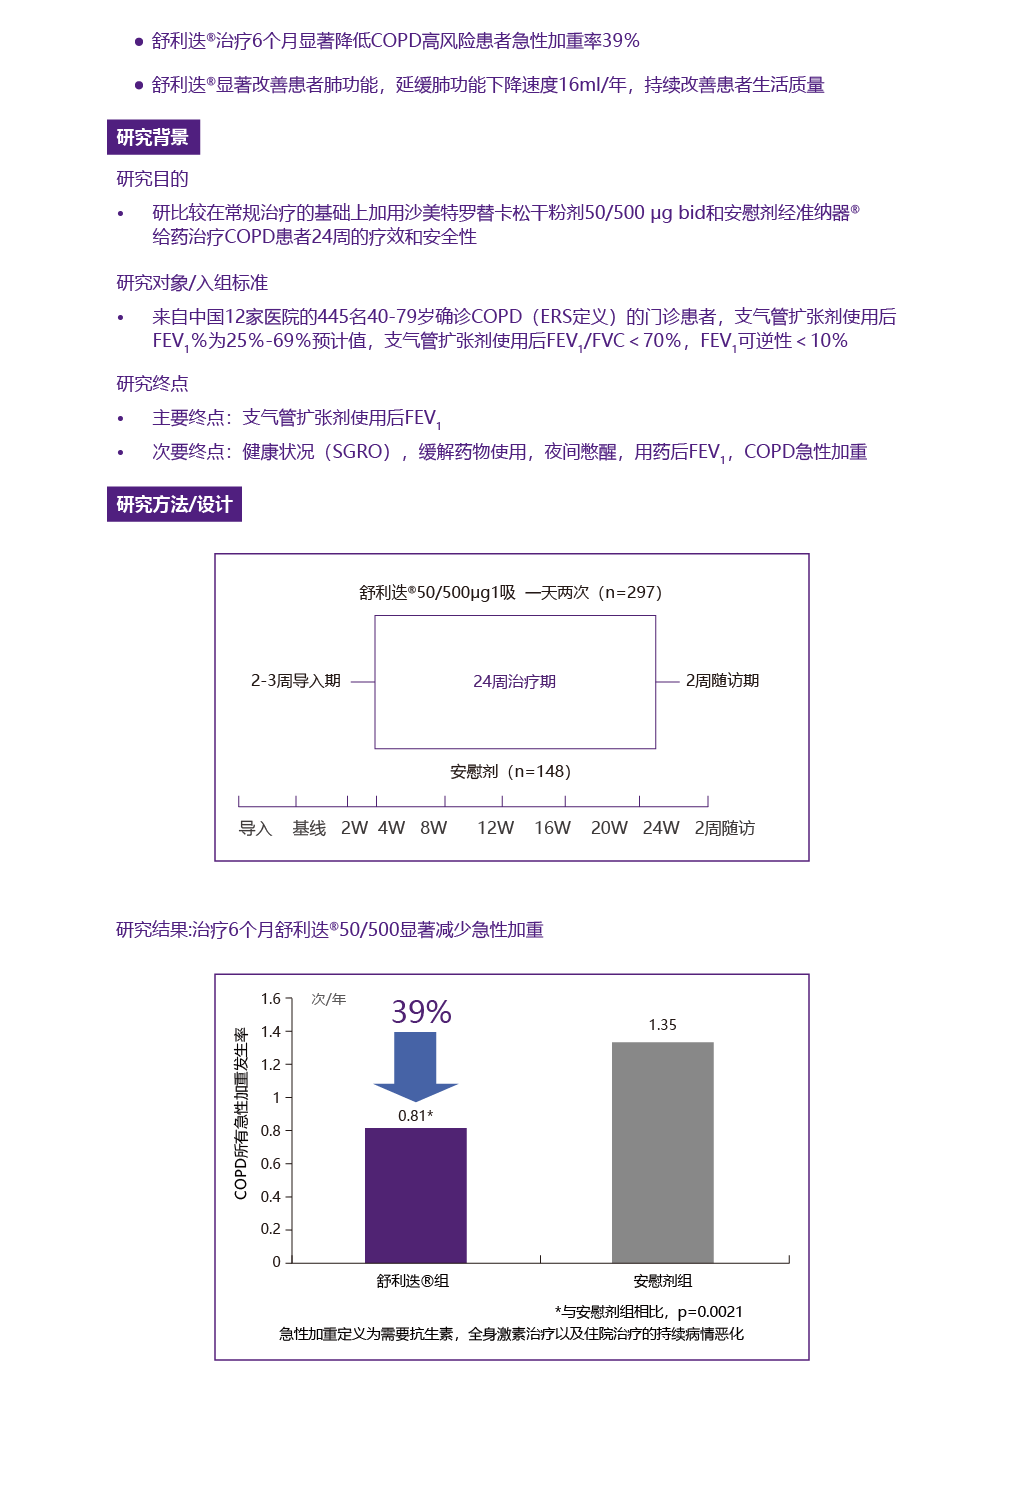 ● 舒利迭®治疗6个月显著降低COPD高风险患者急性加重率39%
● 舒利迭®显著改善患者肺功能，延缓肺功能下降速度16ml/年，持续改善患者生活质量
研究背景
研究目的
• 研比较在常规治疗的基础上加用沙美特罗替卡松干粉剂50/500 µg bid和安慰剂经准纳器®
给药治疗COPD患者24周的疗效和安全性
研究对象/入组标准
• 来自中国12家医院的445名40-79岁确诊COPD（ERS定义）的门诊患者，支气管扩张剂使用后
FEV1%为25%-69%预计值，支气管扩张剂使用后FEV1/FVC＜70%，FEV1可逆性＜10%
研究终点
• 主要终点：支气管扩张剂使用后FEV1
• 次要终点：健康状况（SGRO），缓解药物使用，夜间憋醒，用药后FEV1，COPD急性加重
研究方法/设计
舒利迭®50/500µg1吸 一天两次（n=297）
2-3周导入期 24周治疗期 2周随访期
安慰剂（n=148）
导入 基线 2W 4W 8W 12W 16W 20W 24W 2周随访
研究结果:治疗6个月舒利迭®50/500显著减少急性加重
COPD所有急性加重发生率
次/年
1.6
1.4
1.2
1
0.8
0.6
0.4
0.2
0
39%
0.81*
1.35
舒利迭®组 安慰剂组
*与安慰剂组相比，p=0.0021
急性加重定义为需要抗生素，全身激素治疗以及住院治疗的持续病情恶化